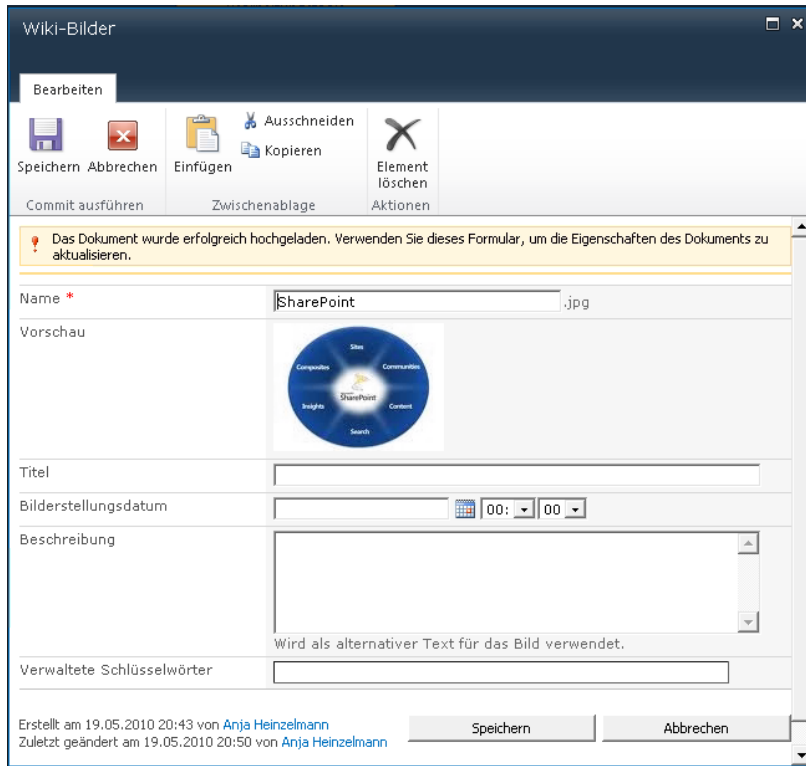 Wiki-Bilder
Bearbeiten
Speichern Abbrechen
Einfügen
Ausschneiden
Kopieren
Element
löschen
Commit ausführen
Zwischenablage
Aktionen
Das Dokument wurde erfolgreich hochgeladen. Verwenden Sie dieses Formular, um die Eigenschaften des Dokuments zu
aktualisieren.
Name *
SharePoint .jpg
Vorschau
Sites
Composites
Communities
SharePoint
Insights
Content
Search
Titel
Bilderstellungsdatum
00: 00
Beschreibung
Wird als alternativer Text für das Bild verwendet.
Verwaltete Schlüsselwörter
Erstellt am 19.05.2010 20:43 von Anja Heinzelmann
Zuletzt geändert am 19.05.2010 20:50 von Anja Heinzelmann
Speichern
Abbrechen